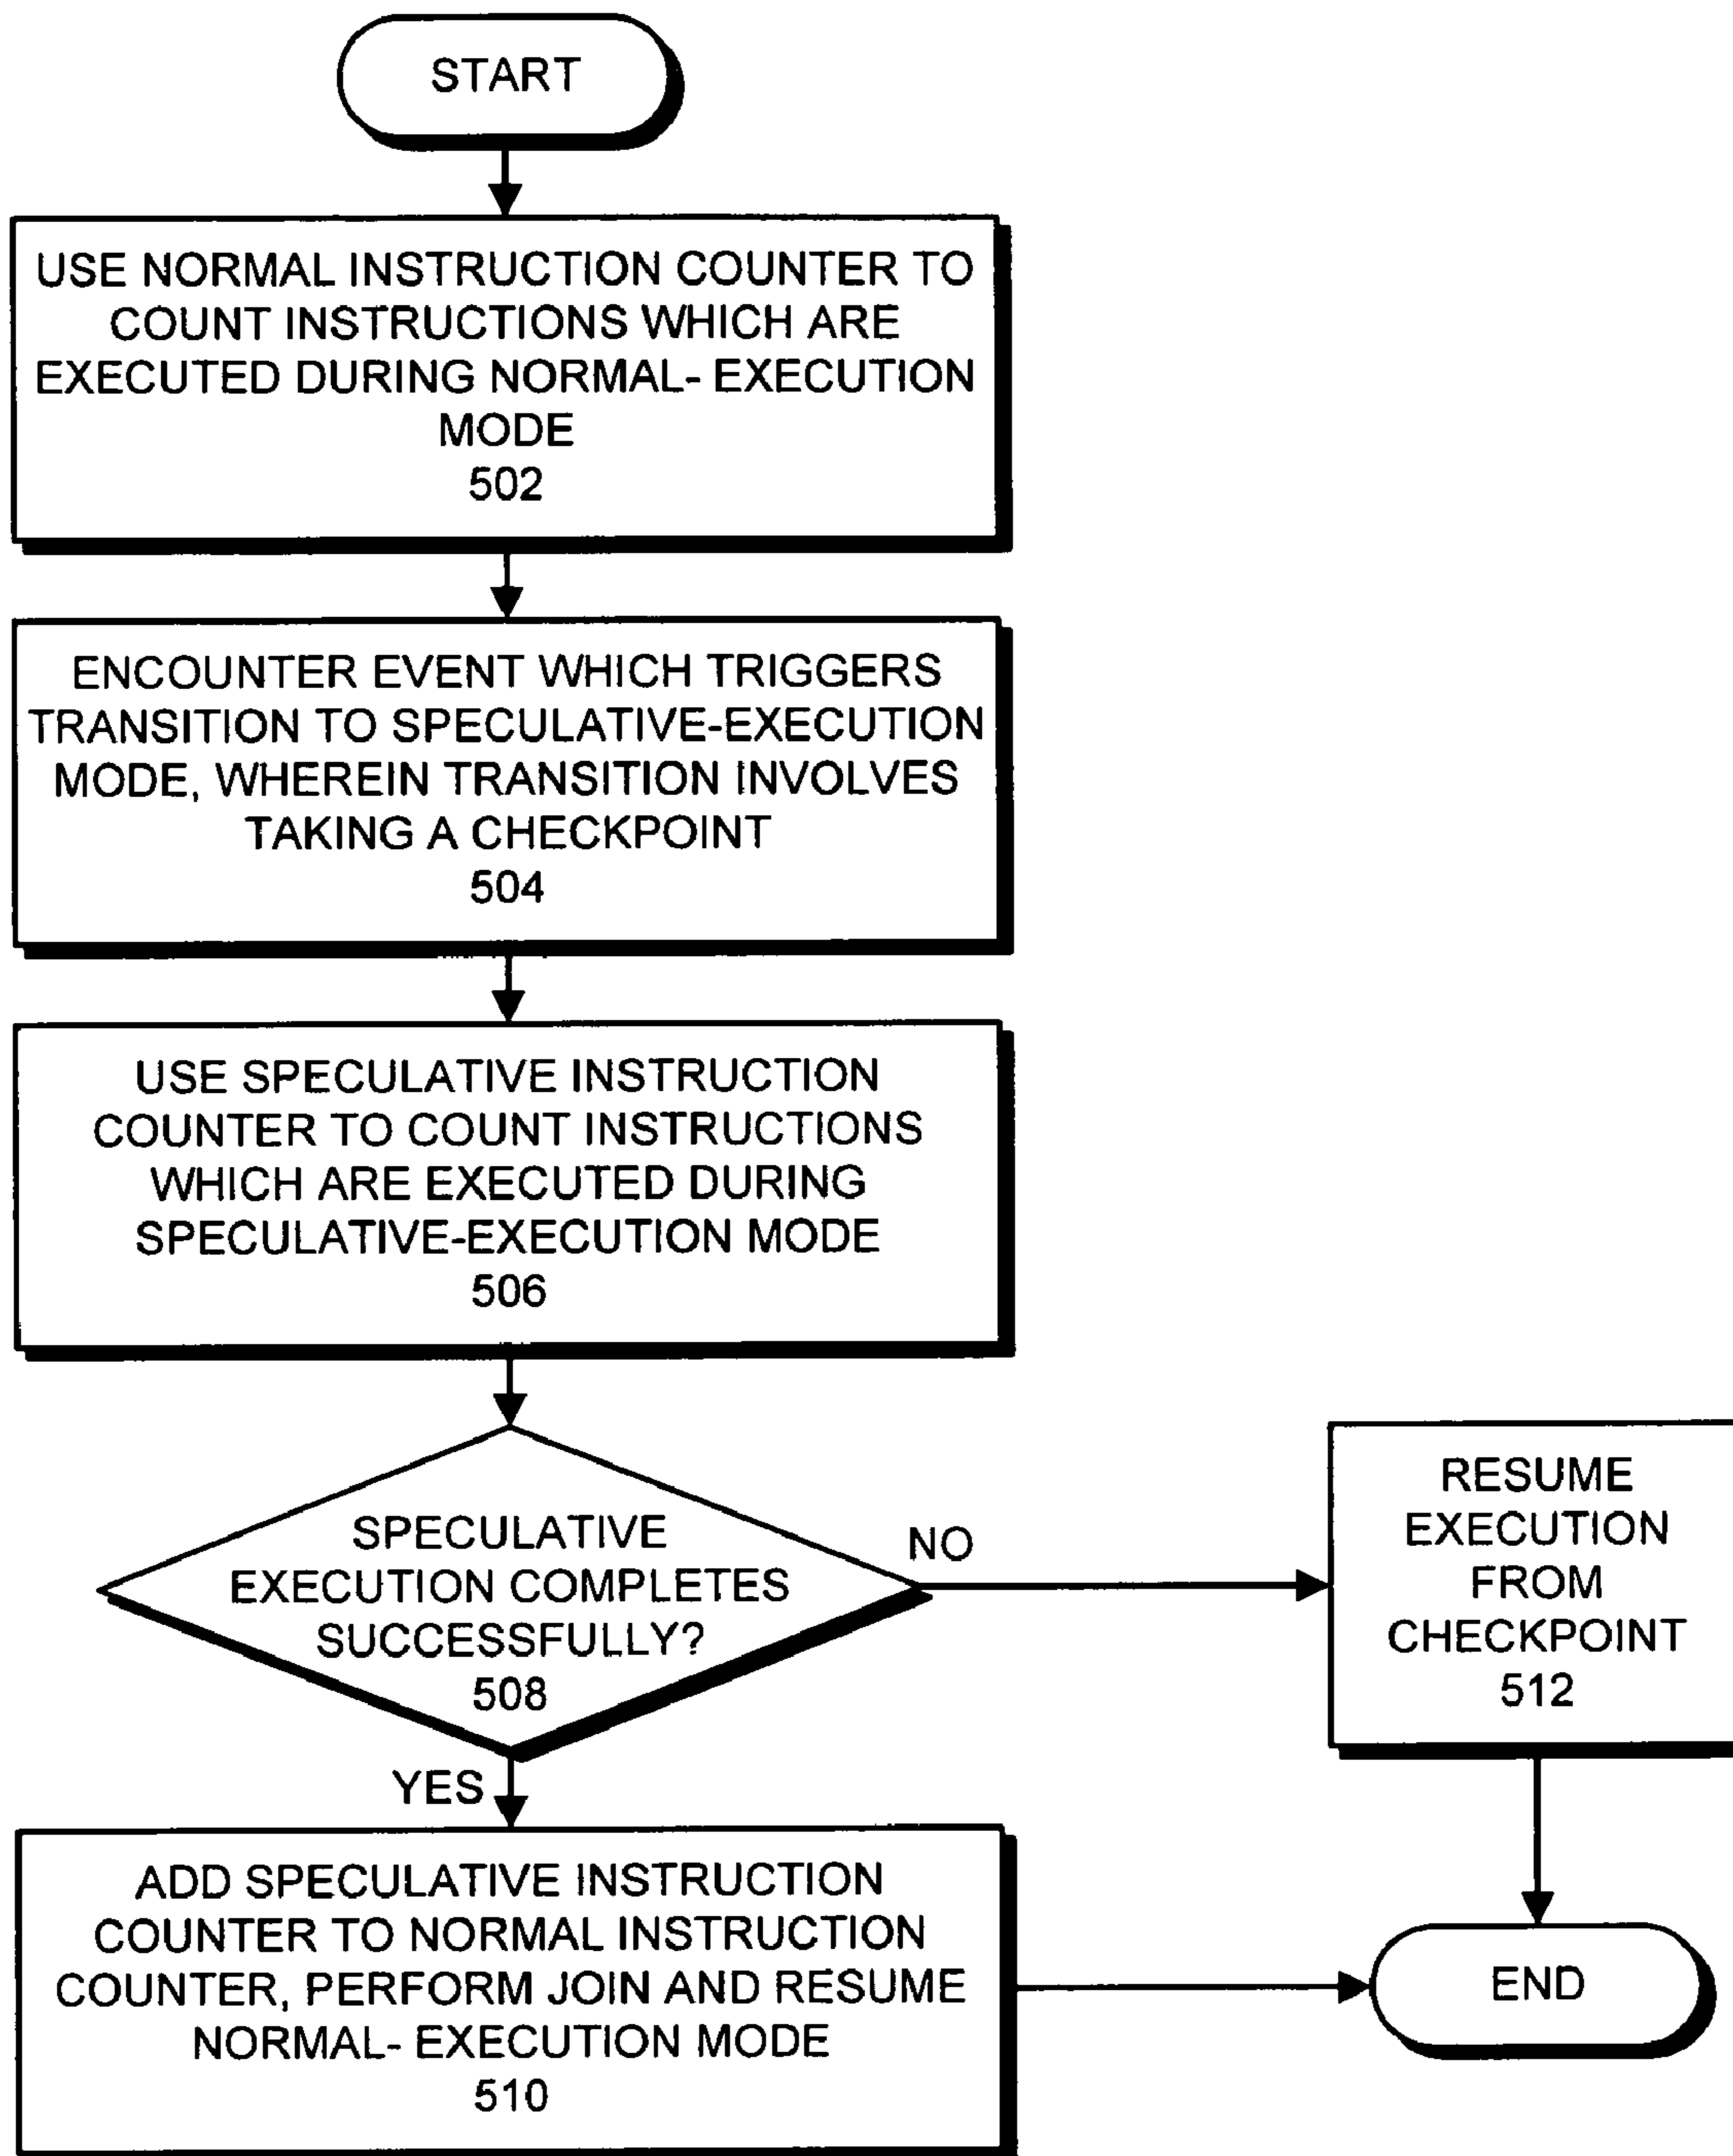 START
USE NORMAL INSTRUCTION COUNTER TO
COUNT INSTRUCTIONS WHICH ARE
EXECUTED DURING NORMAL- EXECUTION
MODE
502
ENCOUNTER EVENT WHICH TRIGGERS
TRANSITION TO SPECULATIVE-EXECUTION
MODE, WHEREIN TRANSITION INVOLVES
TAKING A CHECKPOINT
504
USE SPECULATIVE INSTRUCTION
COUNTER TO COUNT INSTRUCTIONS
WHICH ARE EXECUTED DURING
SPECULATIVE-EXECUTION MODE
506
SPECULATIVE
EXECUTION COMPLETES
SUCCESSFULLY?
508
NO
RESUME
EXECUTION
FROM
CHECKPOINT
512
YES
ADD SPECULATIVE INSTRUCTION
COUNTER TO NORMAL INSTRUCTION
COUNTER, PERFORM JOIN AND RESUME
NORMAL- EXECUTION MODE
510
END